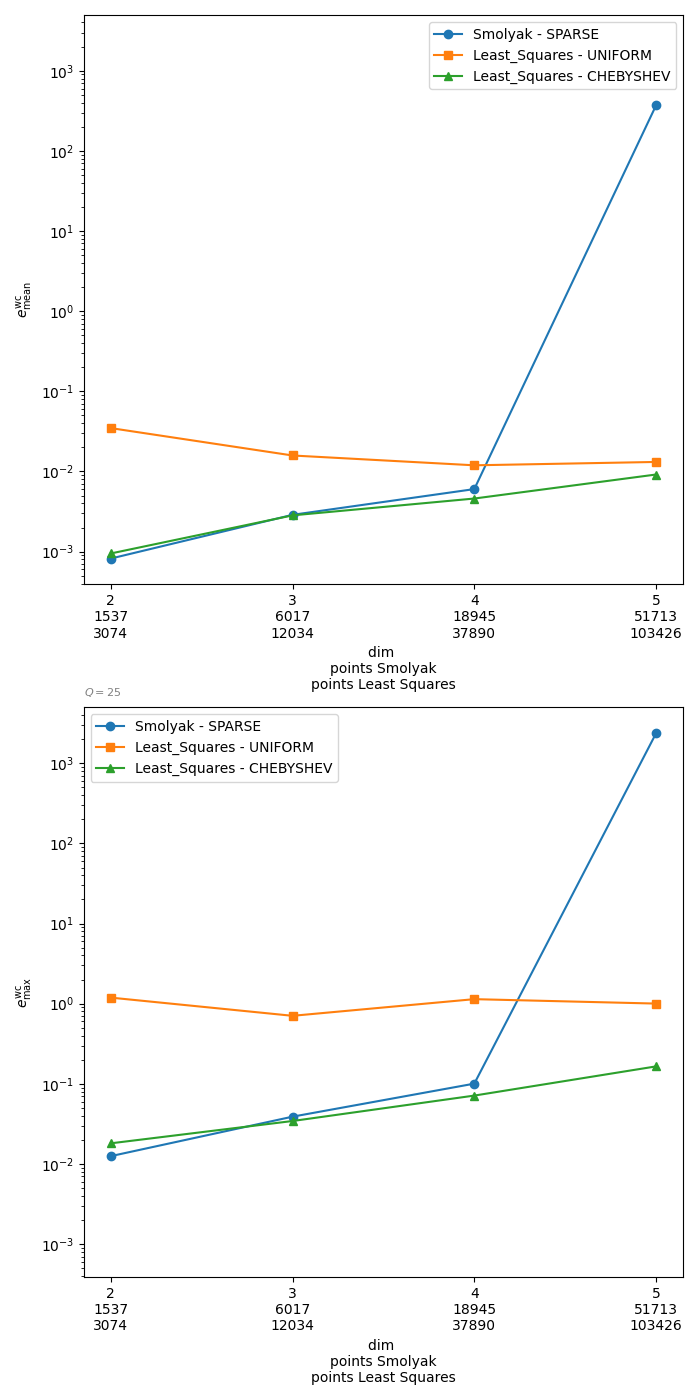 Smolyak - SPARSE
Least_Squares - UNIFORM
Least_Squares - CHEBYSHEV
10³
10²
10¹
10⁰
10⁻¹
10⁻²
10⁻³
e^wc_mean
2 3 4 5
1537 6017 18945 51713
3074 12034 37890 103426
dim
points Smolyak
points Least Squares
Q = 25
Smolyak - SPARSE
Least_Squares - UNIFORM
Least_Squares - CHEBYSHEV
10³
10²
10¹
10⁰
10⁻¹
10⁻²
10⁻³
e^wc_max
2 3 4 5
1537 6017 18945 51713
3074 12034 37890 103426
dim
points Smolyak
points Least Squares